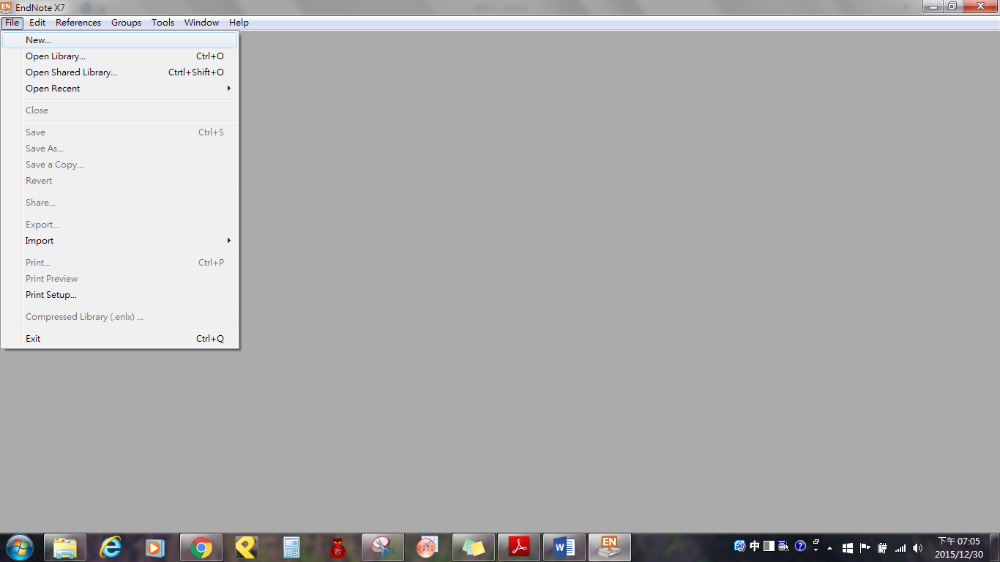 EN EndNote X7
File Edit References Groups Tools Window Help
New...
Open Library... Ctrl+O
Open Shared Library... Ctrtl+Shift+O
Open Recent
Close
Save Ctrl+S
Save As...
Save a Copy...
Revert
Share...
Export...
Import
Print... Ctrl+P
Print Preview
Print Setup...
Compressed Library (.enlx) ...
Exit Ctrl+Q
EN
中
下午 07:05
2015/12/30